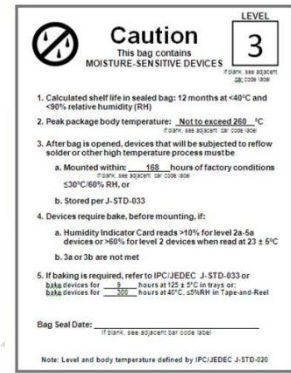 LEVEL
Caution
3
This bag contains
MOISTURE-SENSITIVE DEVICES
If blank, see adjacent
bar code label
1. Calculated shelf life in sealed bag: 12 months at <40°C and
<90% relative humidity (RH)
2. Peak package body temperature: Not to exceed 260 °C
If blank, see adjacent bar code label
3. After bag is opened, devices that will be subjected to reflow
solder or other high temperature process must be
a. Mounted within: 168 hours of factory conditions
If blank, see adjacent bar code label
≤30°C/60% RH, or
b. Stored per J-STD-033
4. Devices require bake, before mounting, if:
a. Humidity Indicator Card reads >10% for level 2a-5a
devices or >60% for level 2 devices when read at 23 ± 5°C
b. 3a or 3b are not met
5. If baking is required, refer to IPC/JEDEC J-STD-033 or
bake devices for 9 hours at 125 ± 5°C in trays or;
bake devices for 200 hours at 40°C, ≤5%RH in Tape-and-Reel
Bag Seal Date:
If blank, see adjacent bar code label
Note: Level and body temperature defined by IPC/JEDEC J-STD-020